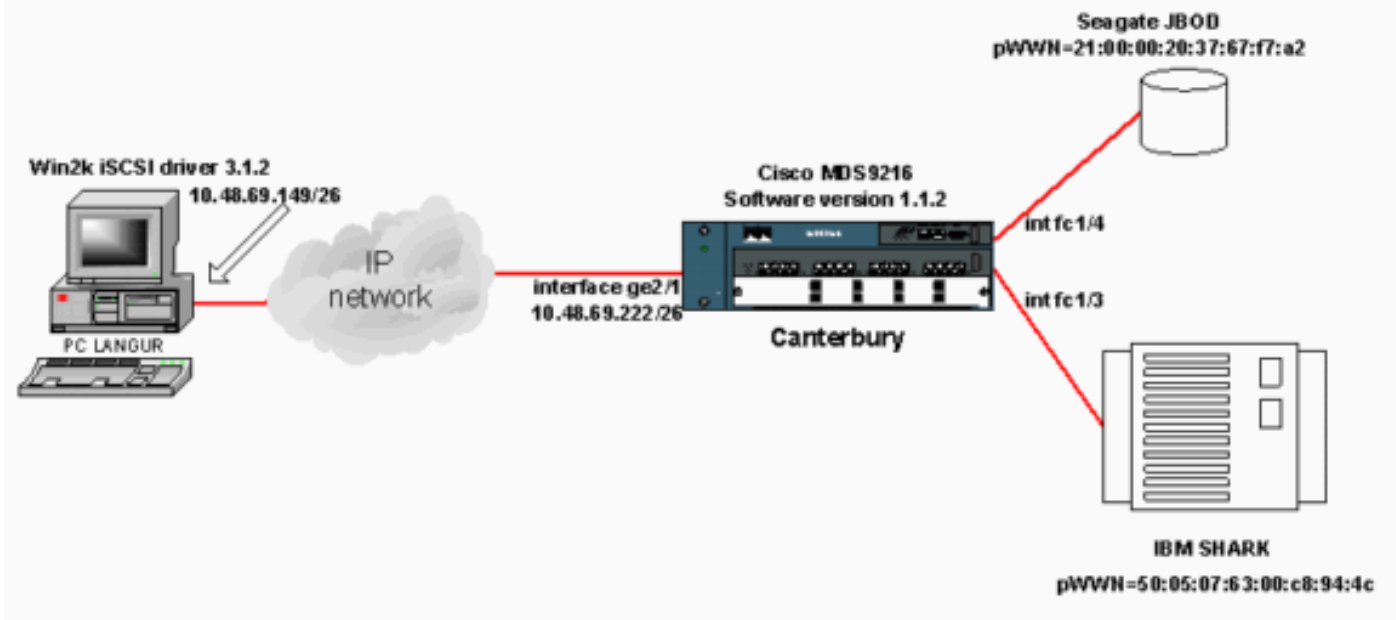 Seagate JBOD
pWWN=21:00:00:20:37:67:f7:a2
Win2k iSCSI driver 3.1.2
10.48.69.149/26
Cisco MDS9216
Software version 1.1.2
int fc1/4
IP
network
interface ge2/1
10.48.69.222/26
int fc1/3
PC LANGUR
Canterbury
IBM SHARK
pWWN=50:05:07:63:00:c8:94:4c